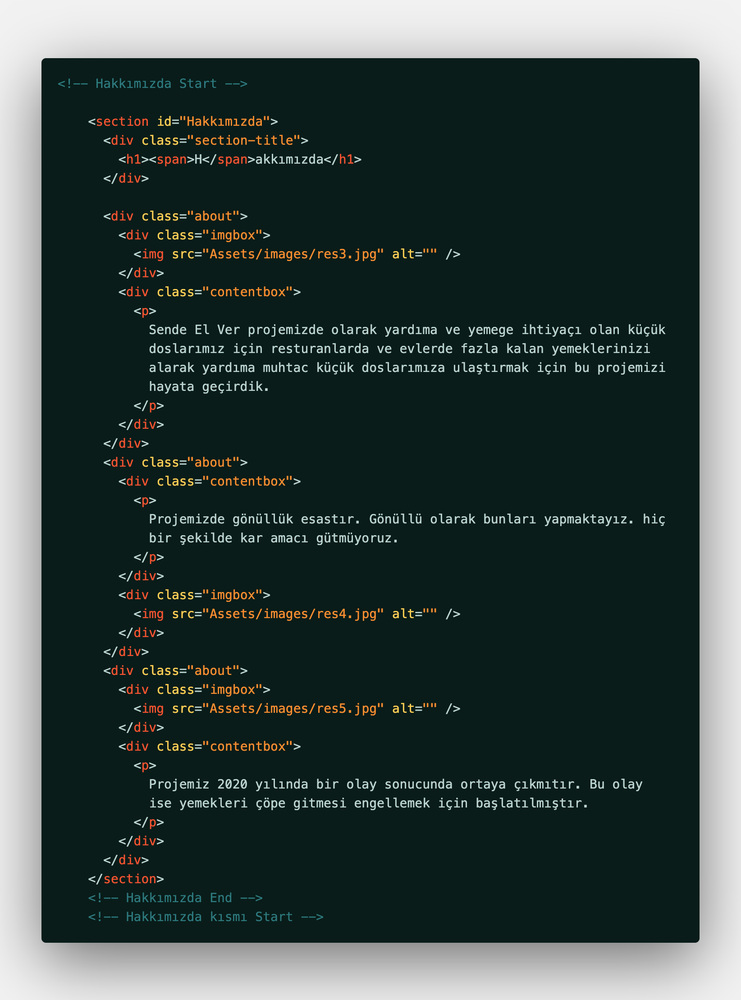 <!-- Hakkımızda Start -->
<section id="Hakkımızda">
<div class="section-title">
<h1><span>H</span>akkımızda</h1>
</div>
<div class="about">
<div class="imgbox">
<img src="Assets/images/res3.jpg" alt="" />
</div>
<div class="contentbox">
<p>
Sende El Ver projemizde olarak yardıma ve yemege ihtiyaçı olan küçük
doslarımız için resturanlarda ve evlerde fazla kalan yemeklerinizi
alarak yardıma muhtac küçük doslarımıza ulaştırmak için bu projemizi
hayata geçirdik.
</p>
</div>
</div>
<div class="about">
<div class="contentbox">
<p>
Projemizde gönüllük esastır. Gönüllü olarak bunları yapmaktayız. hiç
bir şekilde kar amacı gütmüyoruz.
</p>
</div>
<div class="imgbox">
<img src="Assets/images/res4.jpg" alt="" />
</div>
</div>
<div class="about">
<div class="imgbox">
<img src="Assets/images/res5.jpg" alt="" />
</div>
<div class="contentbox">
<p>
Projemiz 2020 yılında bir olay sonucunda ortaya çıkmıtır. Bu olay
ise yemekleri çöpe gitmesi engellemek için başlatılmıştır.
</p>
</div>
</div>
</section>
<!-- Hakkımızda End -->
<!-- Hakkımızda kısmı Start -->